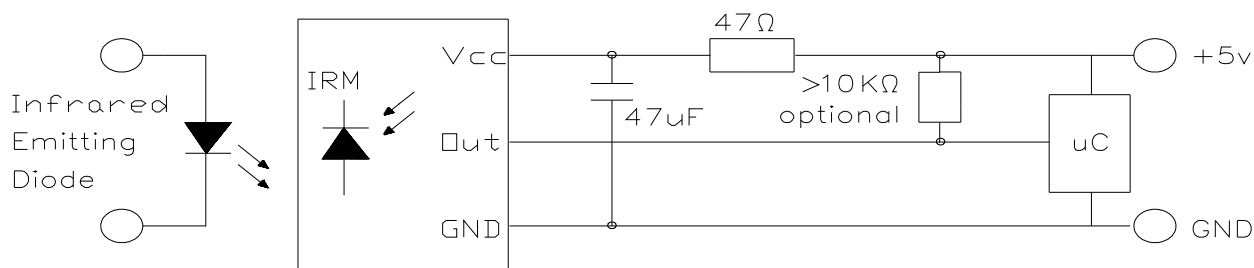 Infrared
Emitting
Diode
IRM
Vcc
Out
GND
47uF
47Ω
>10KΩ
optional
uC
+5v
GND